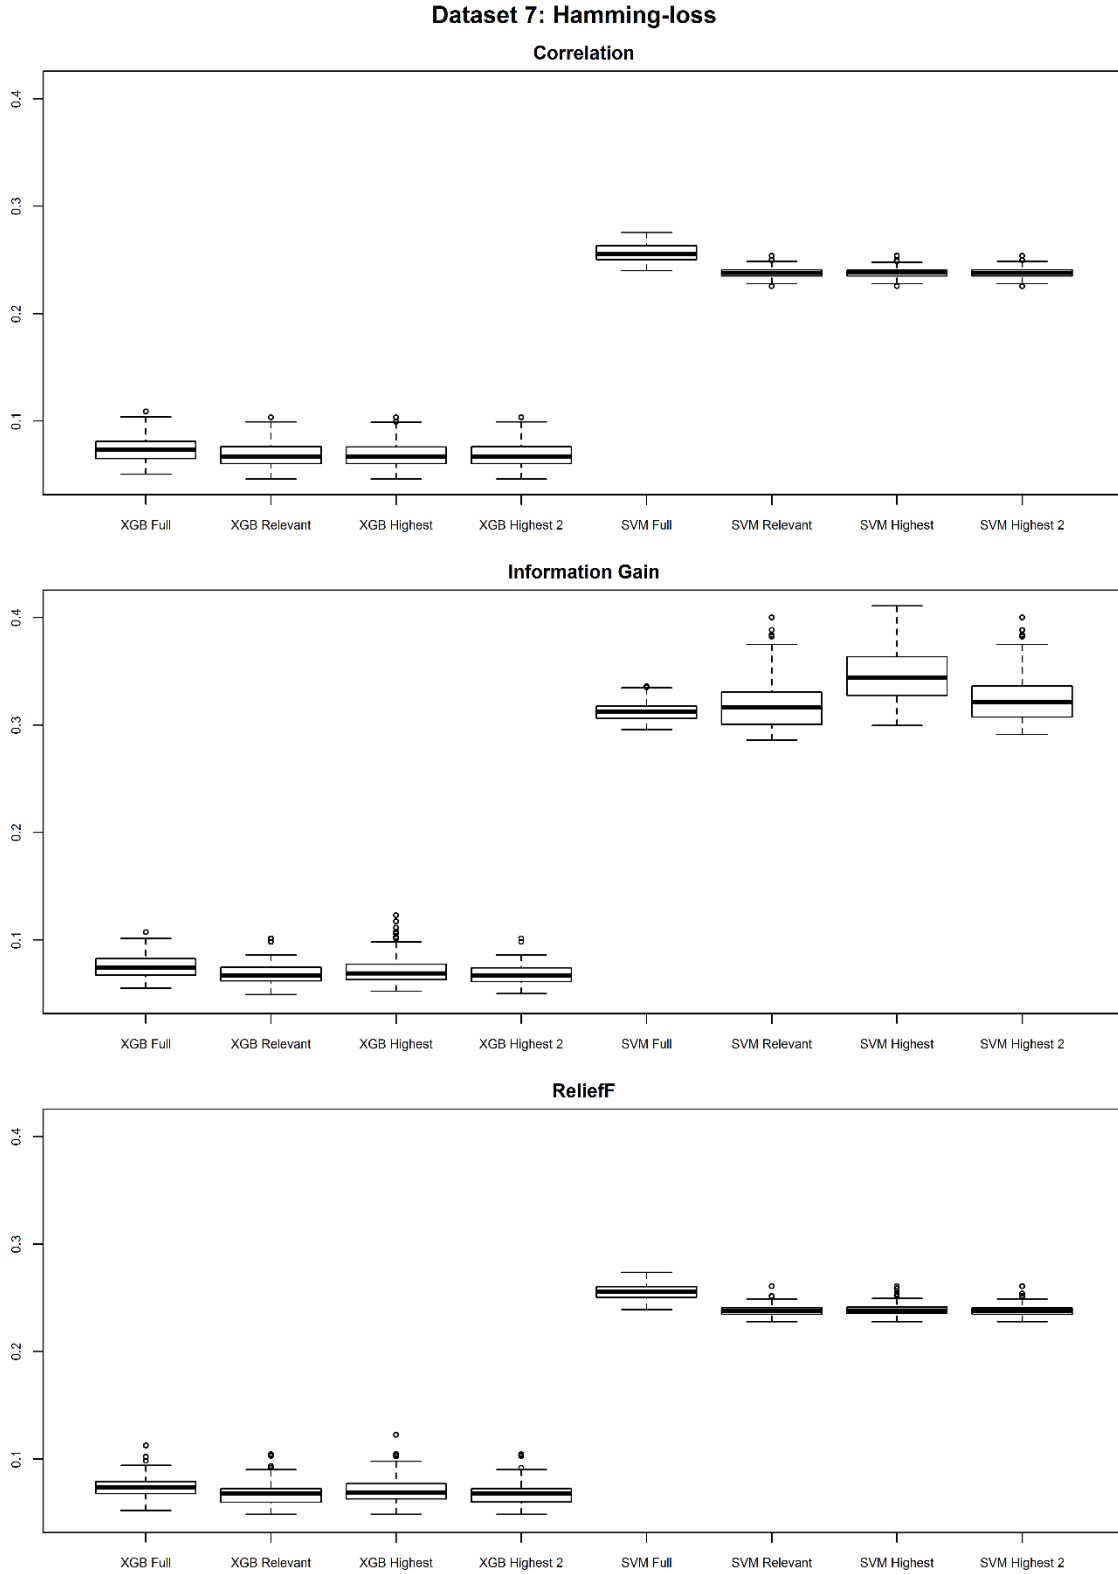 Dataset 7: Hamming-loss
Correlation
0.4
0.3
0.2
0.1
XGB Full XGB Relevant XGB Highest XGB Highest 2 SVM Full SVM Relevant SVM Highest SVM Highest 2
Information Gain
0.4
0.3
0.2
0.1
XGB Full XGB Relevant XGB Highest XGB Highest 2 SVM Full SVM Relevant SVM Highest SVM Highest 2
ReliefF
0.4
0.3
0.2
0.1
XGB Full XGB Relevant XGB Highest XGB Highest 2 SVM Full SVM Relevant SVM Highest SVM Highest 2